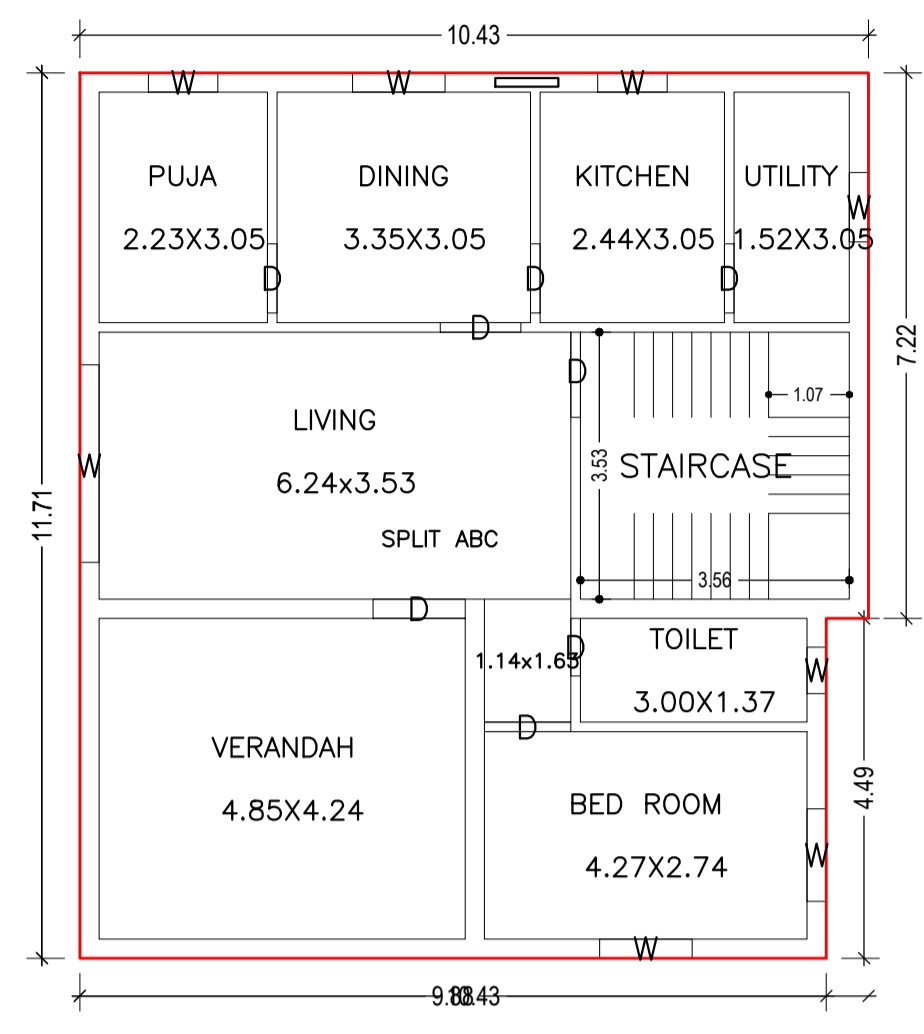 10.43
W W W
PUJA DINING KITCHEN UTILITY
W
2.23X3.05 3.35X3.05 2.44X3.05 1.52X3.05
D D D
D
7.22
D
1.07
LIVING
W
3.53
STAIRCASE
6.24x3.53
11.71
SPLIT ABC
3.56
D
TOILET
D
1.14x1.63
W
3.00X1.37
D
VERANDAH
4.49
BED ROOM
4.85X4.24
W
4.27X2.74
W